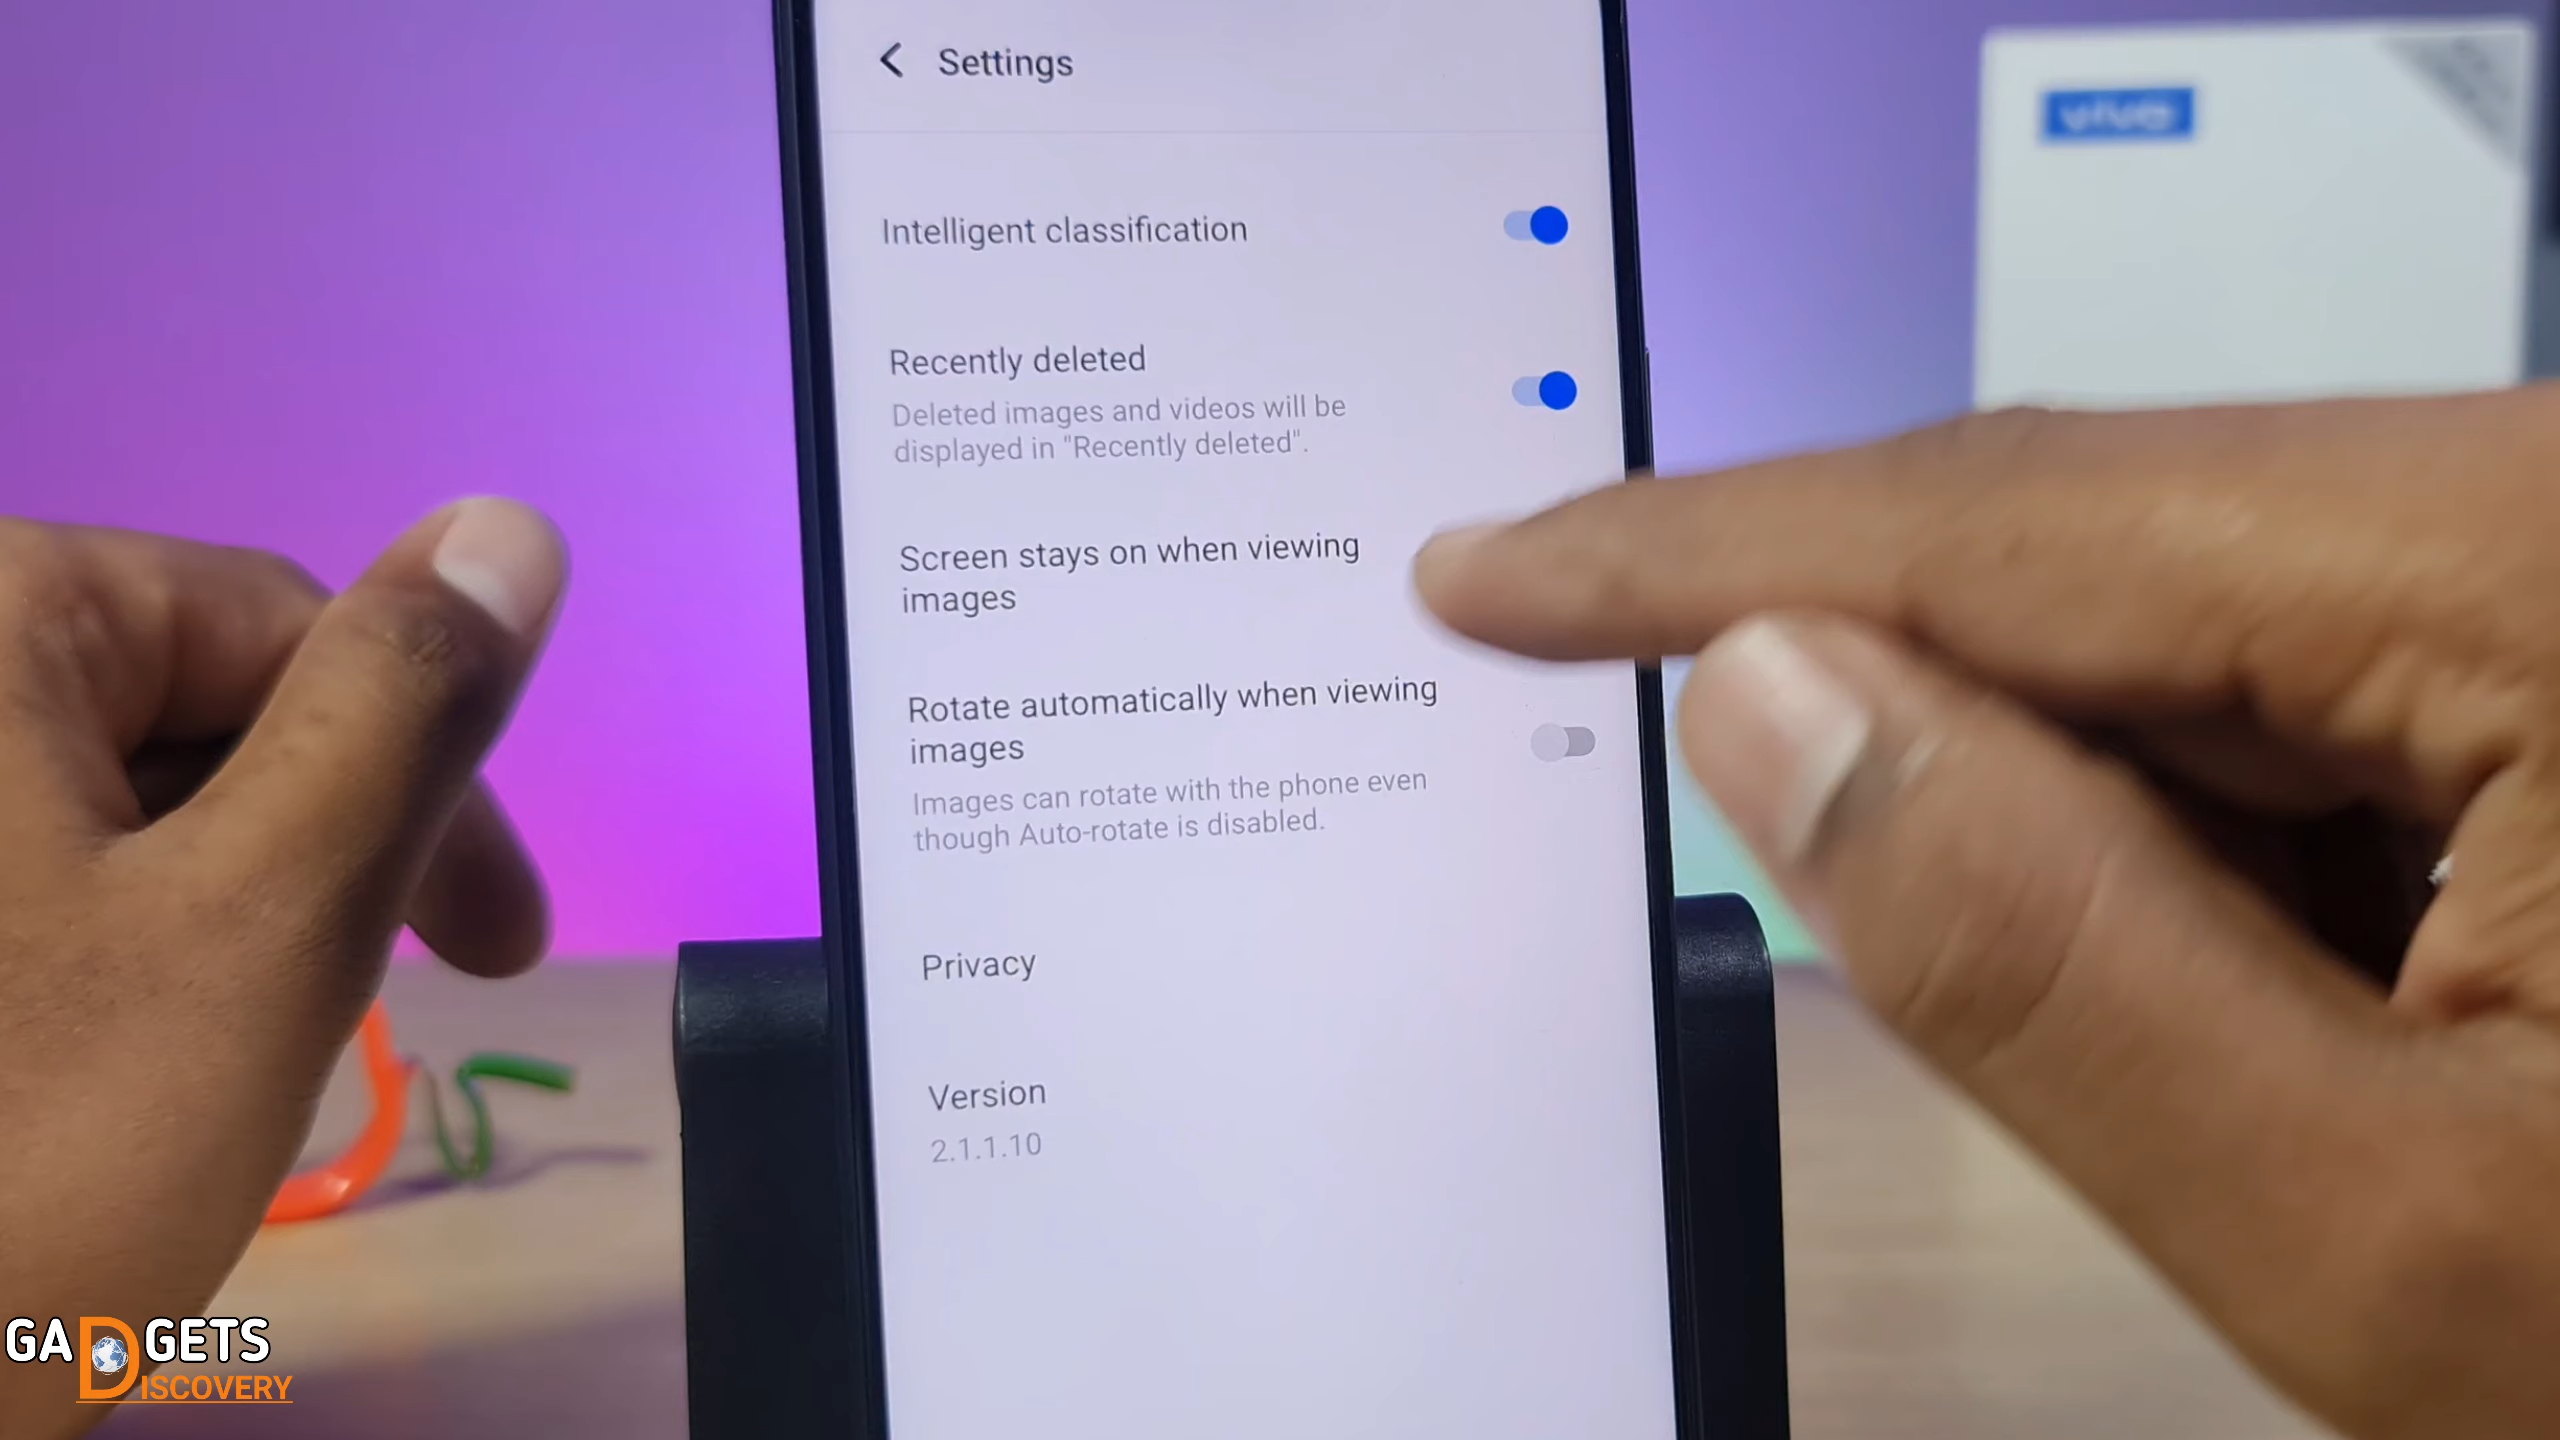 Settings
Intelligent classification
Recently deleted
Deleted images and videos will be
displayed in "Recently deleted".
Screen stays on when viewing
images
Rotate automatically when viewing
images
Images can rotate with the phone even
though Auto-rotate is disabled.
Privacy
Version
2.1.1.10
vivo
GADGETS
DISCOVERY